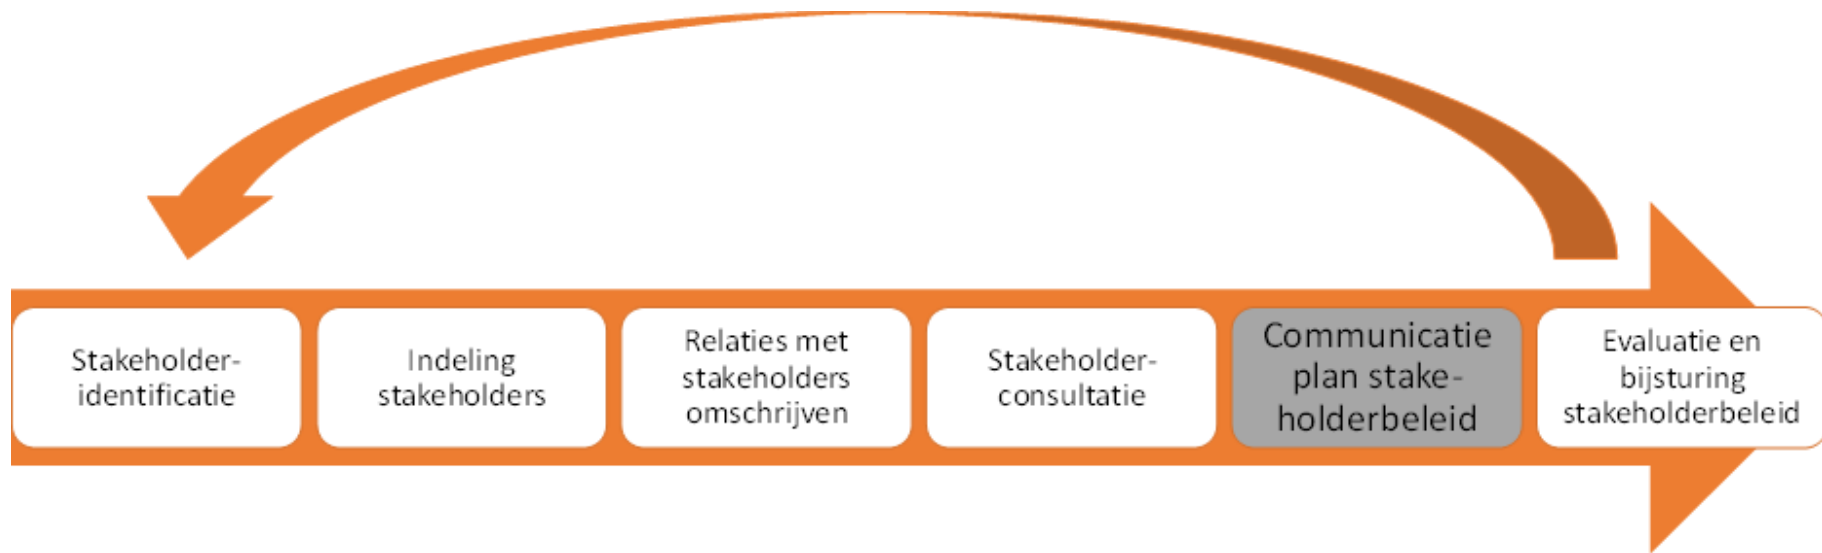 Stakeholder-
identificatie
Indeling
stakeholders
Relaties met
stakeholders
omschrijven
Stakeholder-
consultatie
Communicatie
plan stake-
holderbeleid
Evaluatie en
bijsturing
stakeholderbeleid